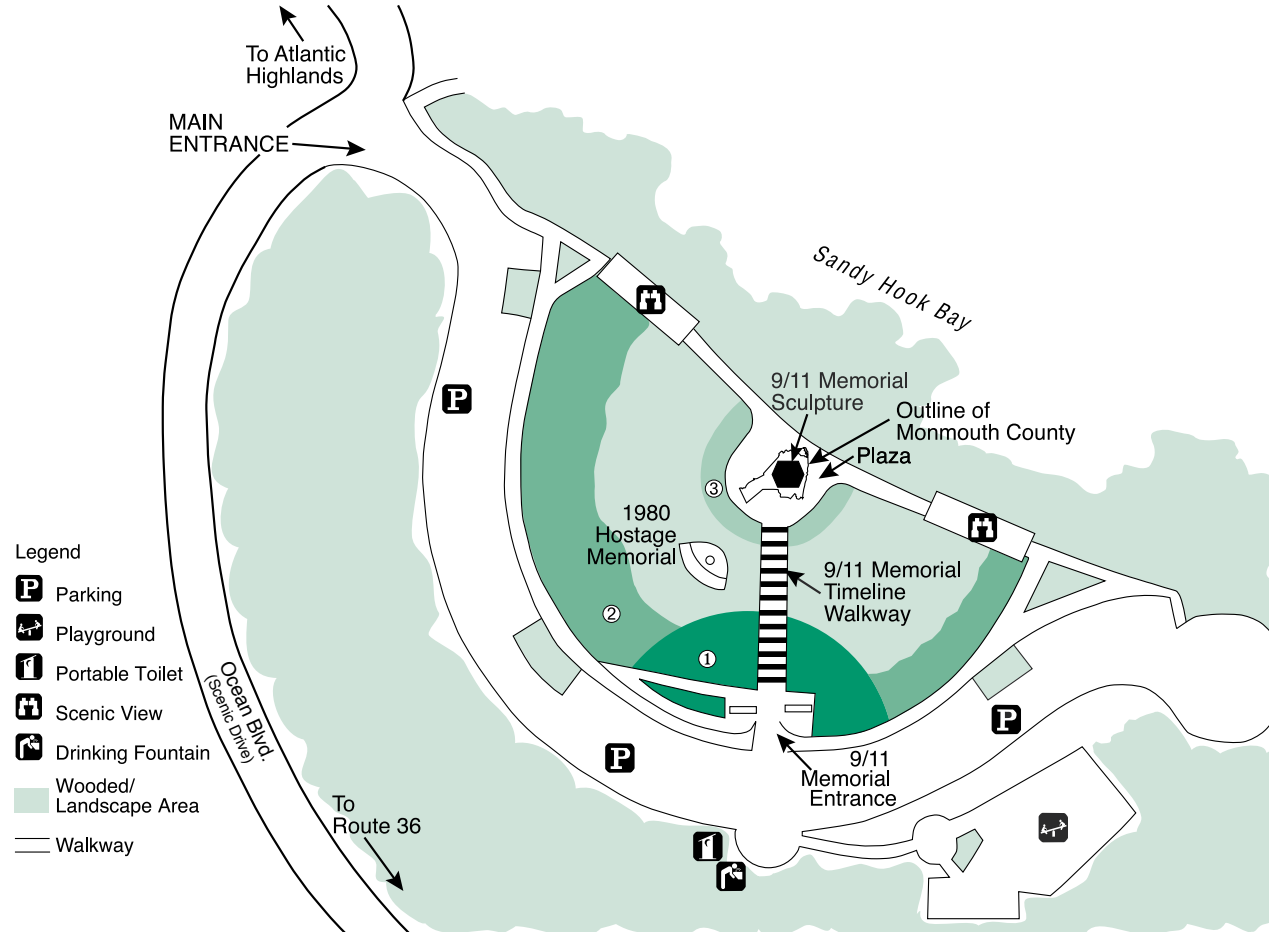 To Atlantic
Highlands
MAIN
ENTRANCE
Sandy Hook Bay
9/11 Memorial
Sculpture
Outline of
Monmouth County
Plaza
3
1980
Hostage
Memorial
9/11 Memorial
Timeline
Walkway
2
1
P
P
P
9/11
Memorial
Entrance
Ocean Blvd.
(Scenic Drive)
To
Route 36
Legend
P Parking
Playground
Portable Toilet
Scenic View
Drinking Fountain
Wooded/
Landscape Area
Walkway